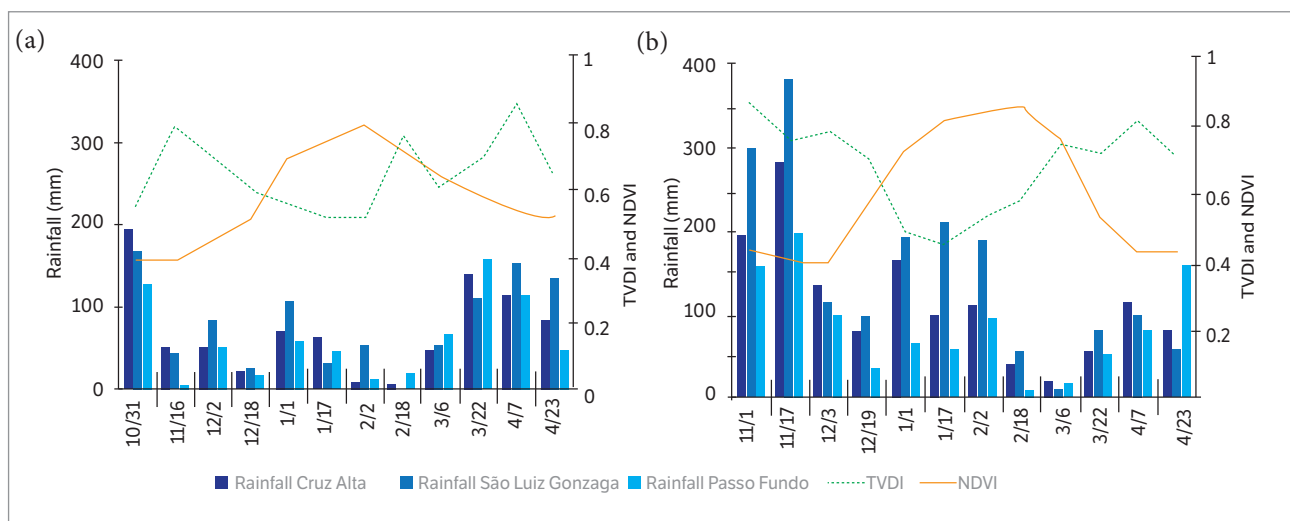 (a)
Rainfall (mm)
400
300
200
100
0
1
0.8
0.6
0.4
0.2
0
TVDI and NDVI
10/31 11/16 12/2 12/18 1/1 1/17 2/2 2/18 3/6 3/22 4/7 4/23
(b)
Rainfall (mm)
400
300
200
100
0
1
0.8
0.6
0.4
0.2
0
TVDI and NDVI
11/1 11/17 12/3 12/19 1/1 1/17 2/2 2/18 3/6 3/22 4/7 4/23
Rainfall Cruz Alta Rainfall São Luiz Gonzaga Rainfall Passo Fundo TVDI NDVI